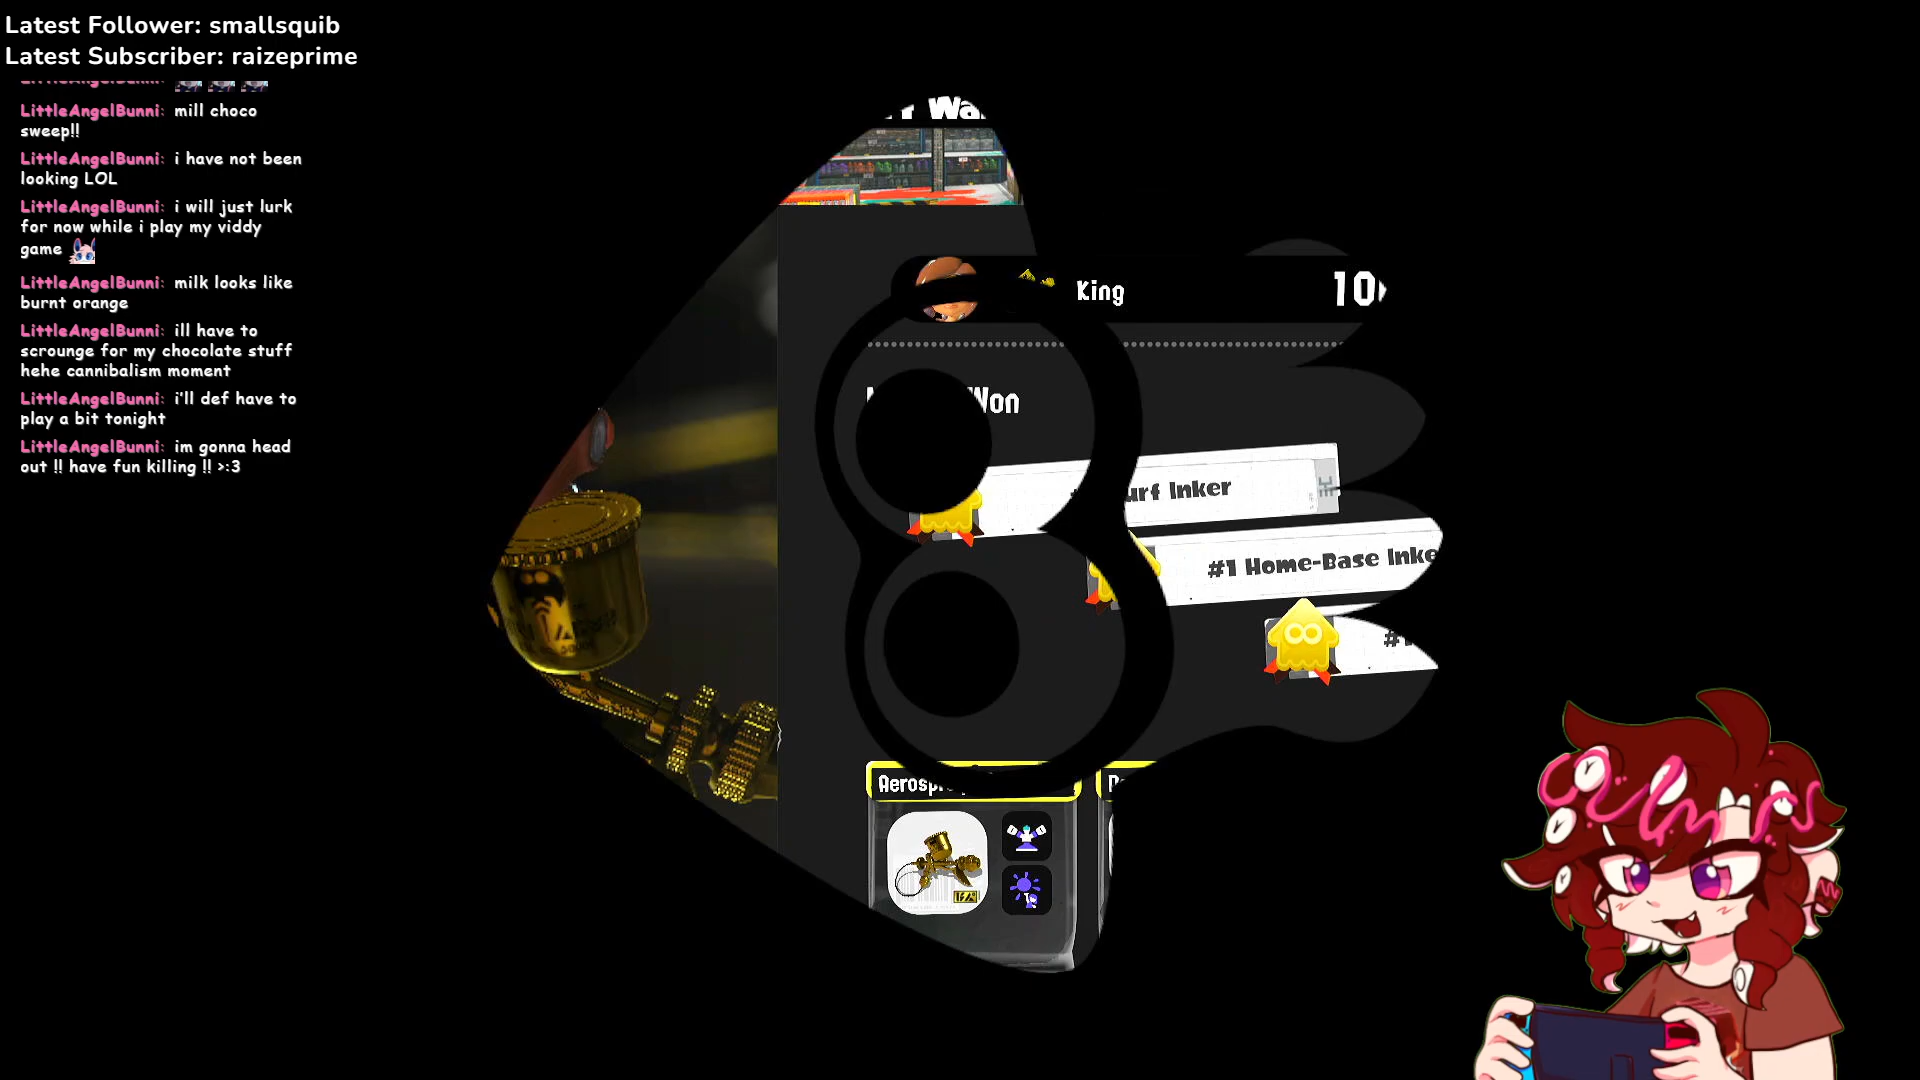 Latest Follower: smallsquib
Latest Subscriber: raizeprime
LittleAngelBunni: mill choco
sweep!!
LittleAngelBunni: i have not been
looking LOL
LittleAngelBunni: i will just lurk
for now while i play my viddy
game
LittleAngelBunni: milk looks like
burnt orange
LittleAngelBunni: ill have to
scrounge for my chocolate stuff
hehe cannibalism moment
LittleAngelBunni: i'll def have to
play a bit tonight
LittleAngelBunni: im gonna head
out !! have fun killing !! >:3
King
10
Won
Inker
#1 Home-Base Inke